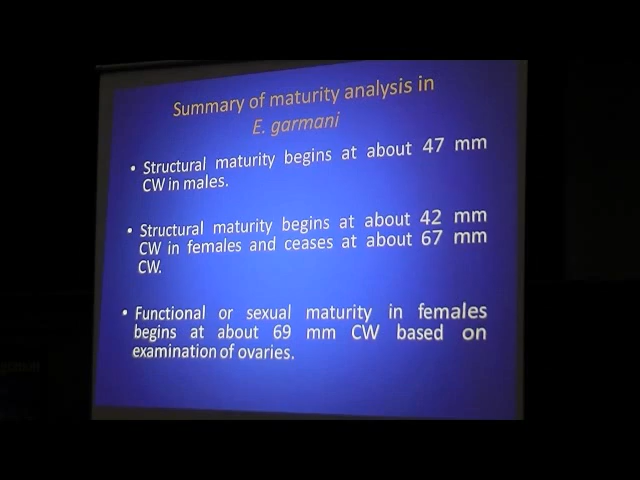 Summary of maturity analysis in
E. garmani
• Structural maturity begins at about 47 mm
CW in males.
• Structural maturity begins at about 42 mm
CW in females and ceases at about 67 mm
CW.
• Functional or sexual maturity in females
begins at about 69 mm CW based on
examination of ovaries.